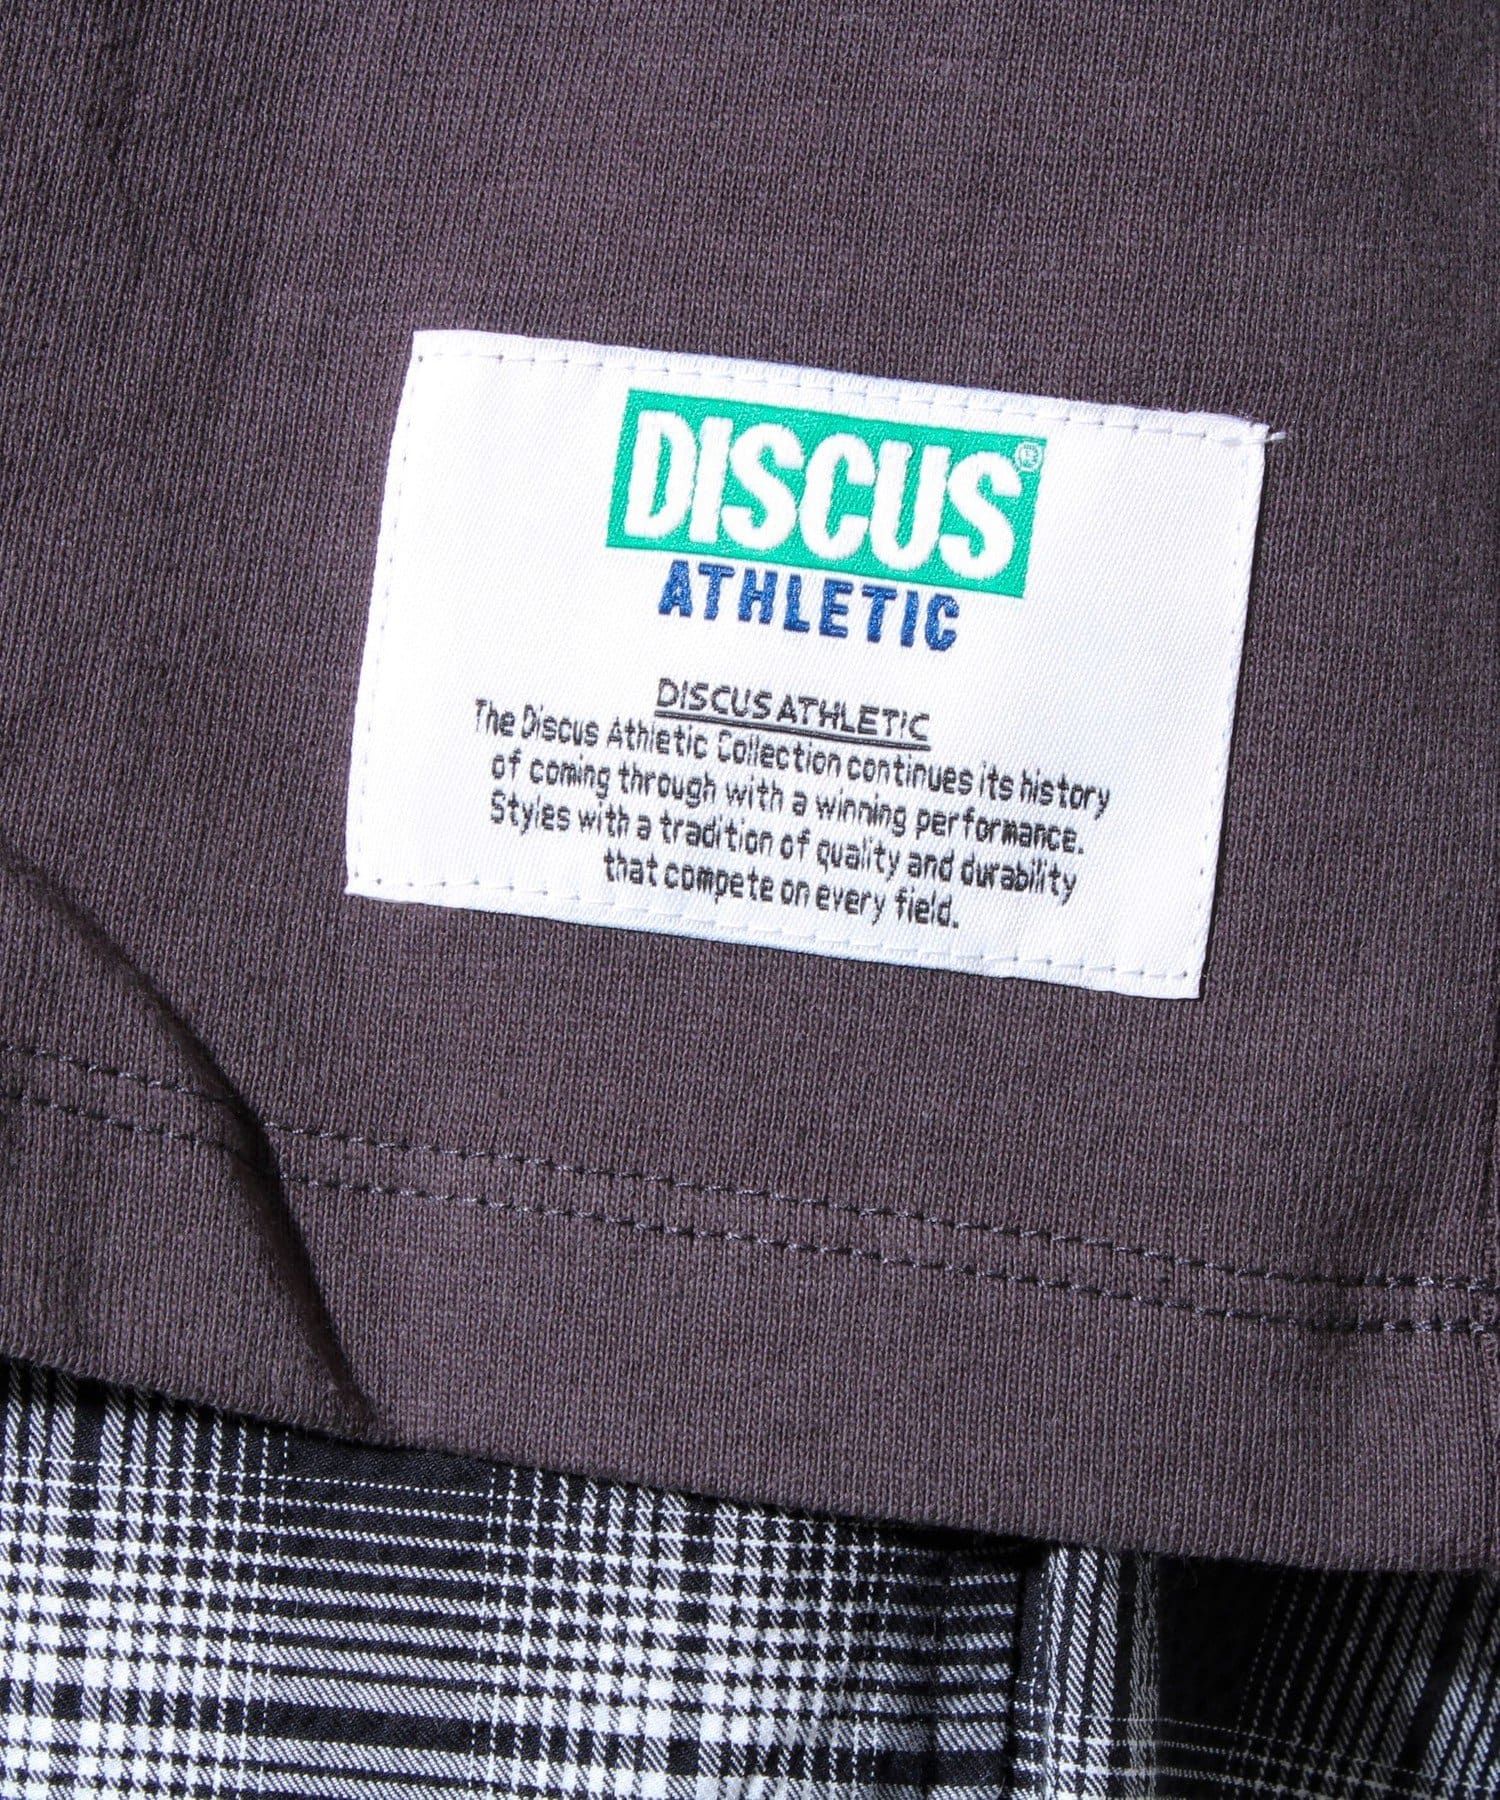 DISCUS®
ATHLETIC
DISCUS ATHLETIC
The Discus Athletic Collection continues its history
of coming through with a winning performance.
Styles with a tradition of quality and durability
that compete on every field.